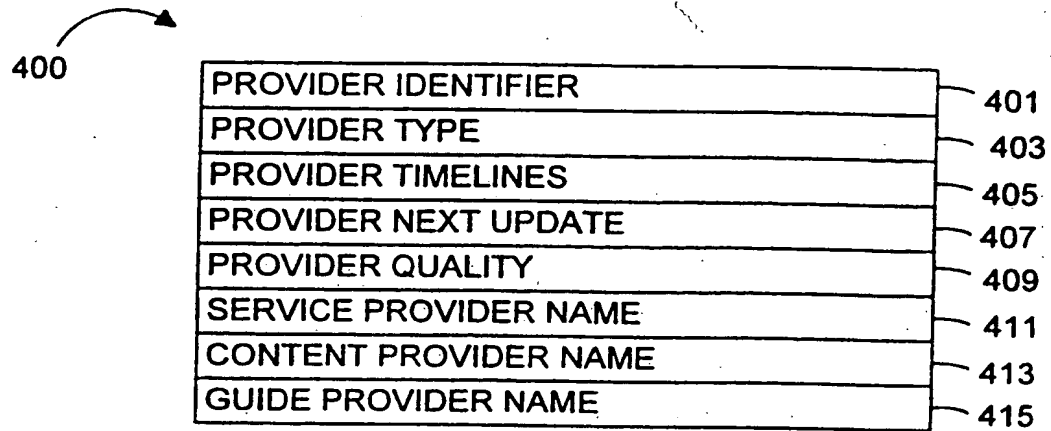 400
PROVIDER IDENTIFIER 401
PROVIDER TYPE 403
PROVIDER TIMELINES 405
PROVIDER NEXT UPDATE 407
PROVIDER QUALITY 409
SERVICE PROVIDER NAME 411
CONTENT PROVIDER NAME 413
GUIDE PROVIDER NAME 415